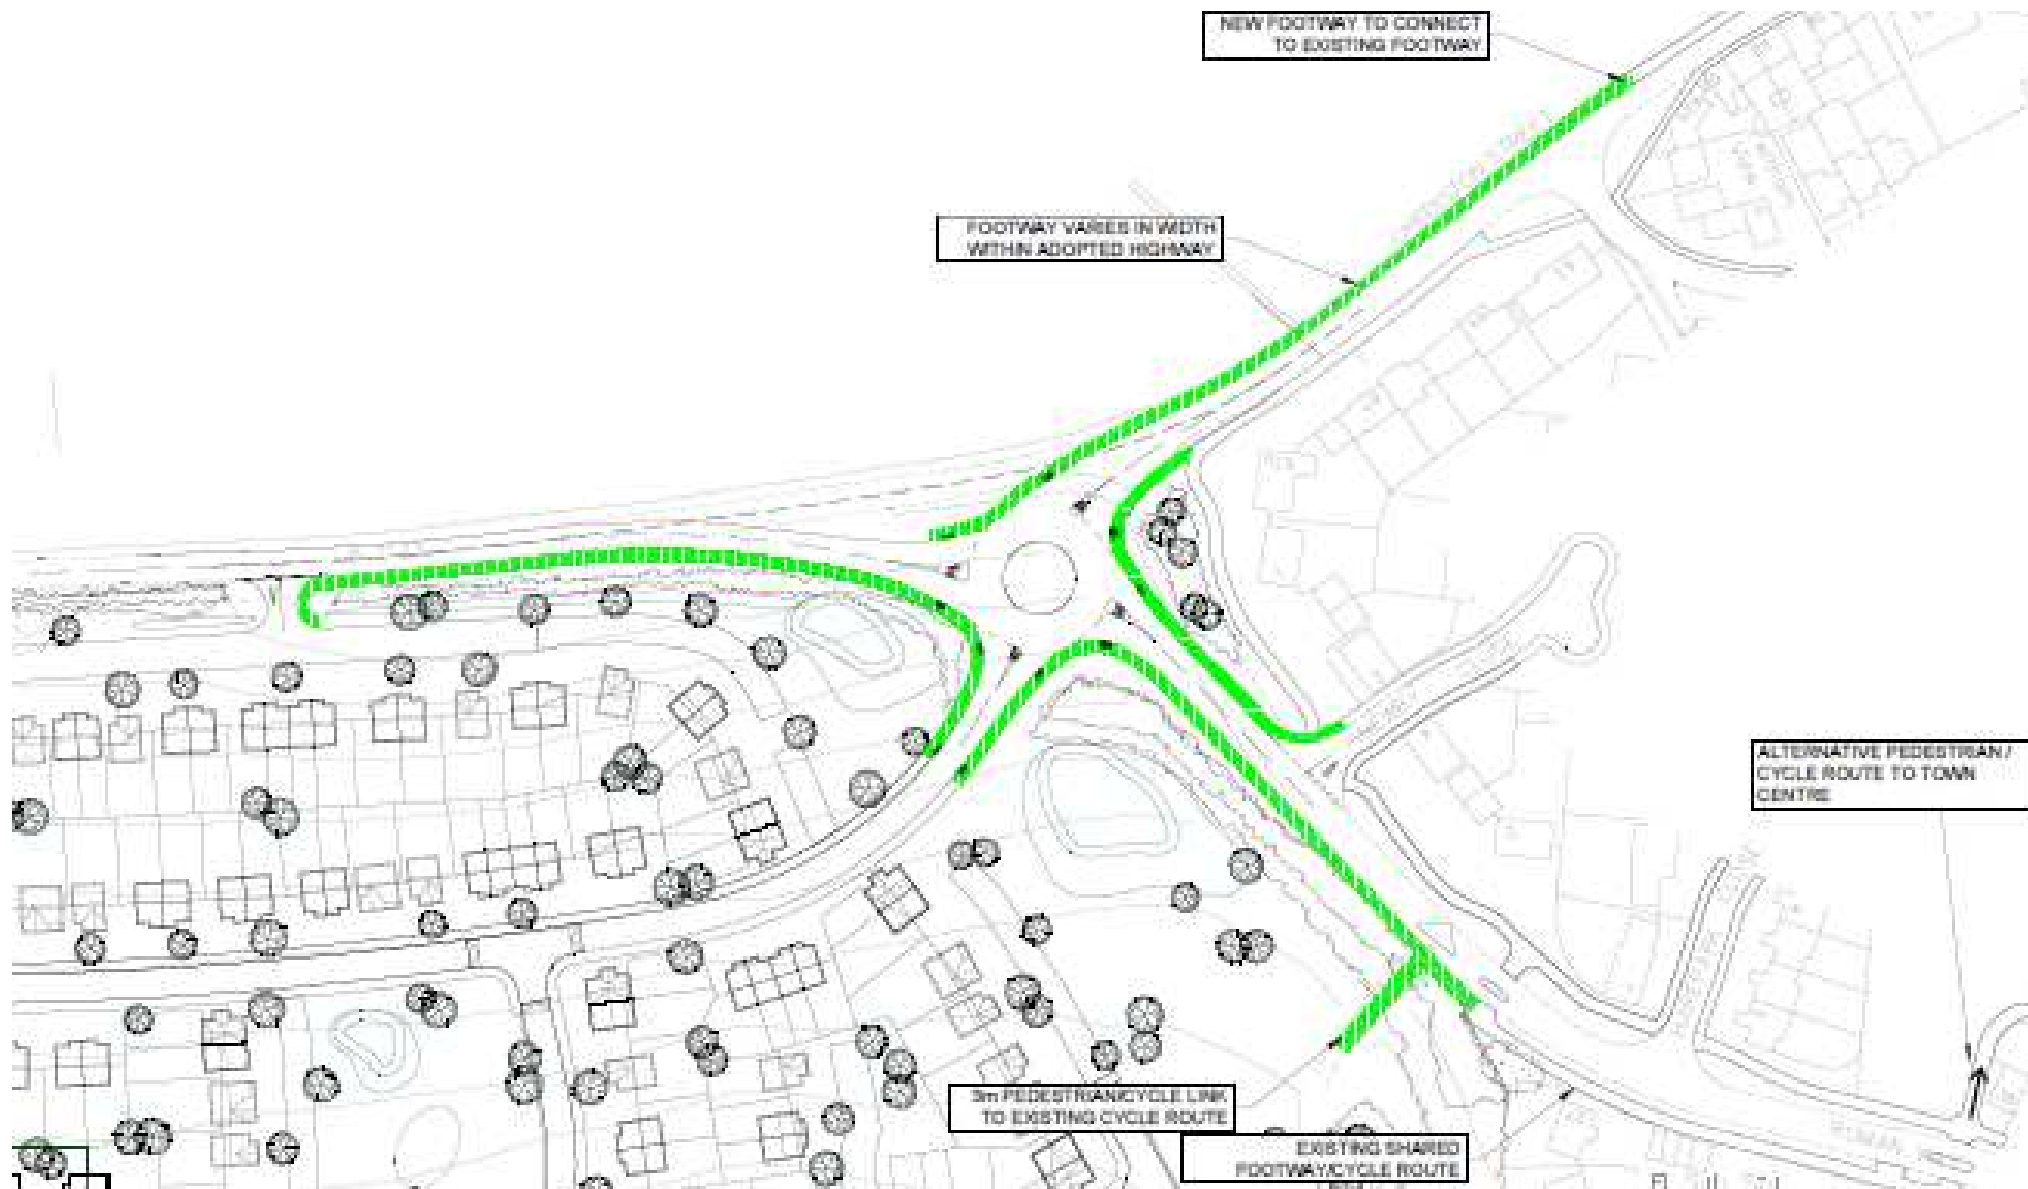 NEW FOOTWAY TO CONNECT
TO EXISTING FOOTWAY
FOOTWAY VARIES IN WIDTH
WITHIN ADOPTED HIGHWAY
ALTERNATIVE PEDESTRIAN /
CYCLE ROUTE TO TOWN
CENTRE
3m PEDESTRIAN/CYCLE LINK
TO EXISTING CYCLE ROUTE
EXISTING SHARED
FOOTWAY/CYCLE ROUTE